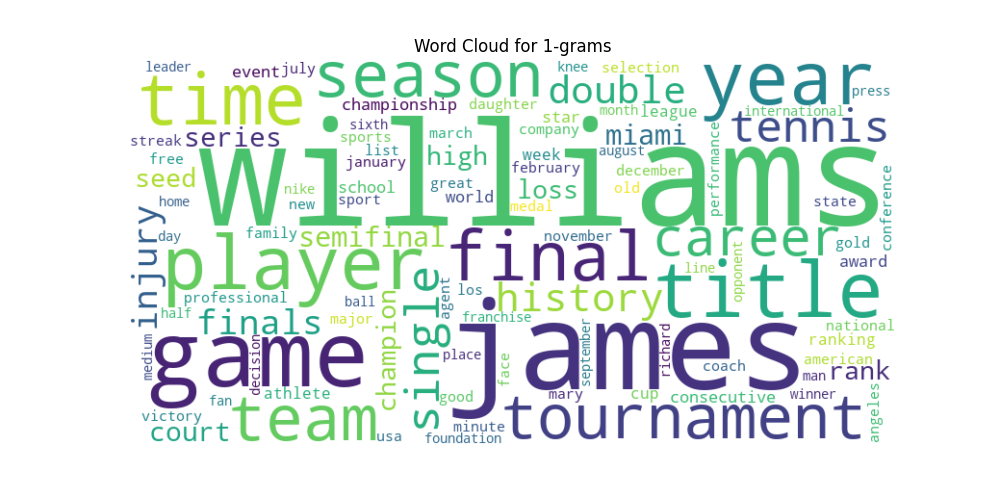 Word Cloud for 1-grams
leader
event
july
season
knee
selection
year
press
time
championship
daughter
double
month
league
international
streak
series
sixth
sports
march
star
company
miami
tennis
free
list
january
high
week
february
august
december
performance
conference
seed
nike
school
great
loss
old
home
new
sport
world
medal
state
williams
injury
day
family
semifinal
final
november
career
gold
player
line
opponent
award
professional
ball
single
agent
los
history
title
half
finals
major
champion
franchise
national
medium
game
decision
place
face
james
september
richard
coach
ranking
american
man
rank
victory
fan
athlete
good
mary
cup
consecutive
winner
angeles
court
team
usa
minute
foundation
tournament